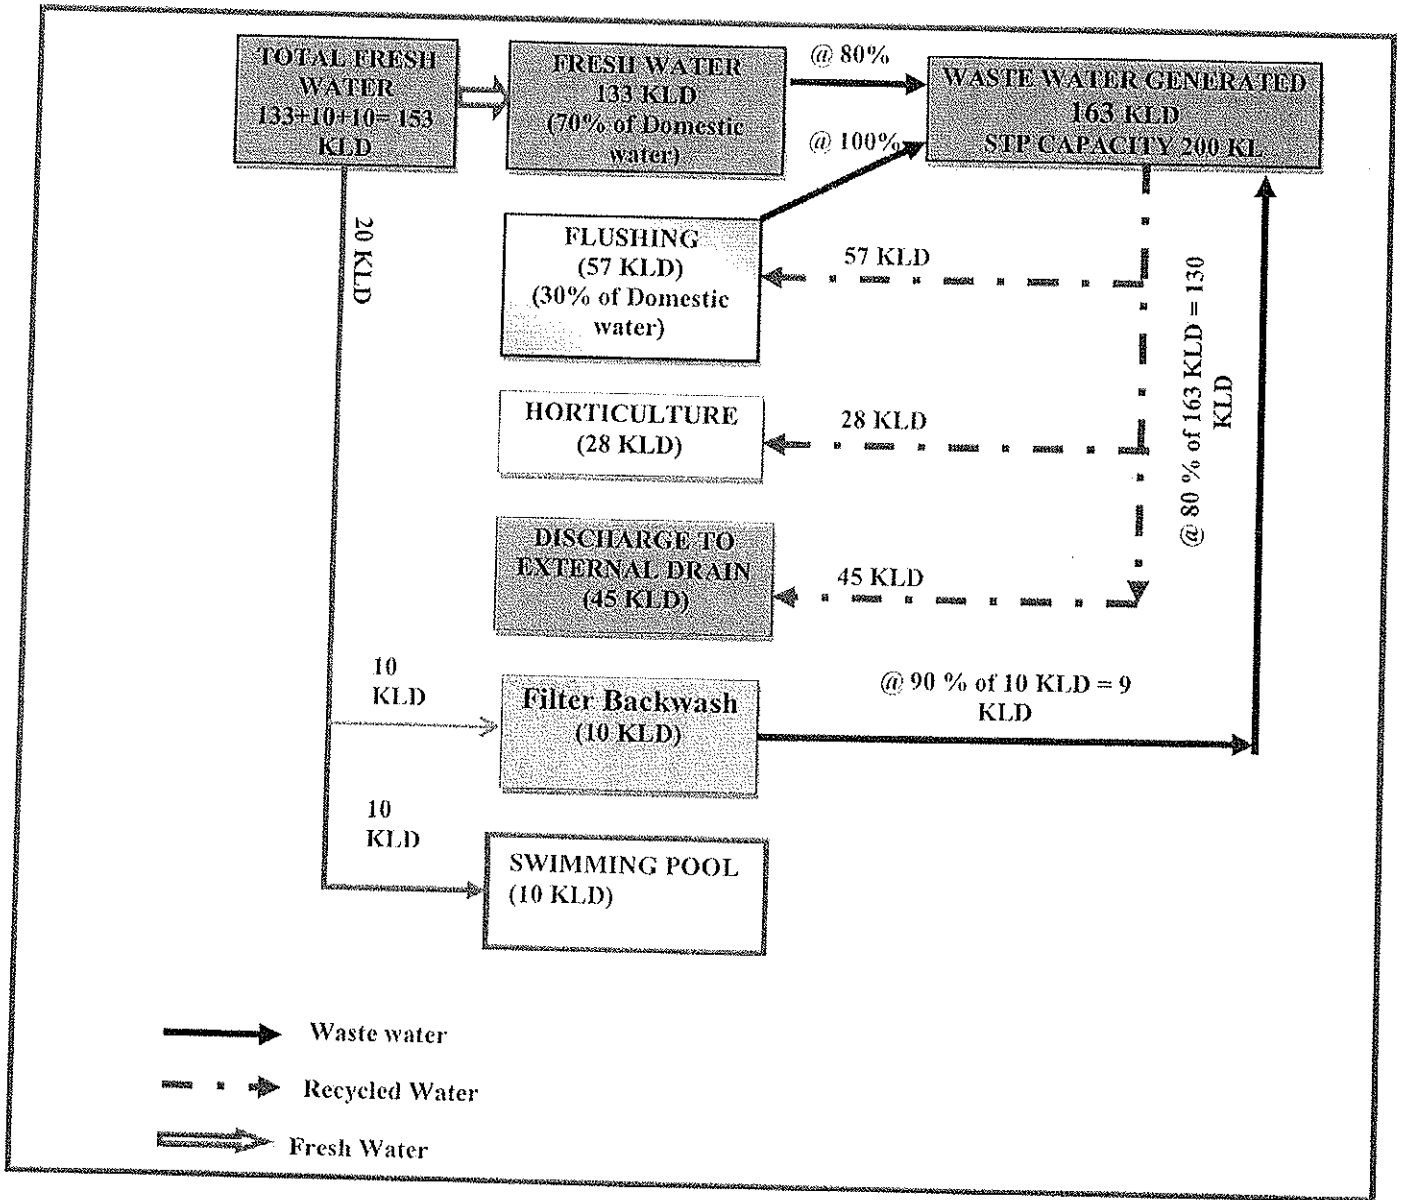 TOTAL FRESH
WATER
133+10+10= 153
KLD
FRESH WATER
133 KLD
(70% of Domestic
water)
@ 80%
@ 100%
WASTE WATER GENERATED
163 KLD
STP CAPACITY 200 KL
20 KLD
FLUSHING
(57 KLD)
(30% of Domestic
water)
57 KLD
@ 80 % of 163 KLD = 130
KLD
HORTICULTURE
(28 KLD)
28 KLD
DISCHARGE TO
EXTERNAL DRAIN
(45 KLD)
45 KLD
10
KLD
Filter Backwash
(10 KLD)
@ 90 % of 10 KLD = 9
KLD
10
KLD
SWIMMING POOL
(10 KLD)
Waste water
Recycled Water
Fresh Water